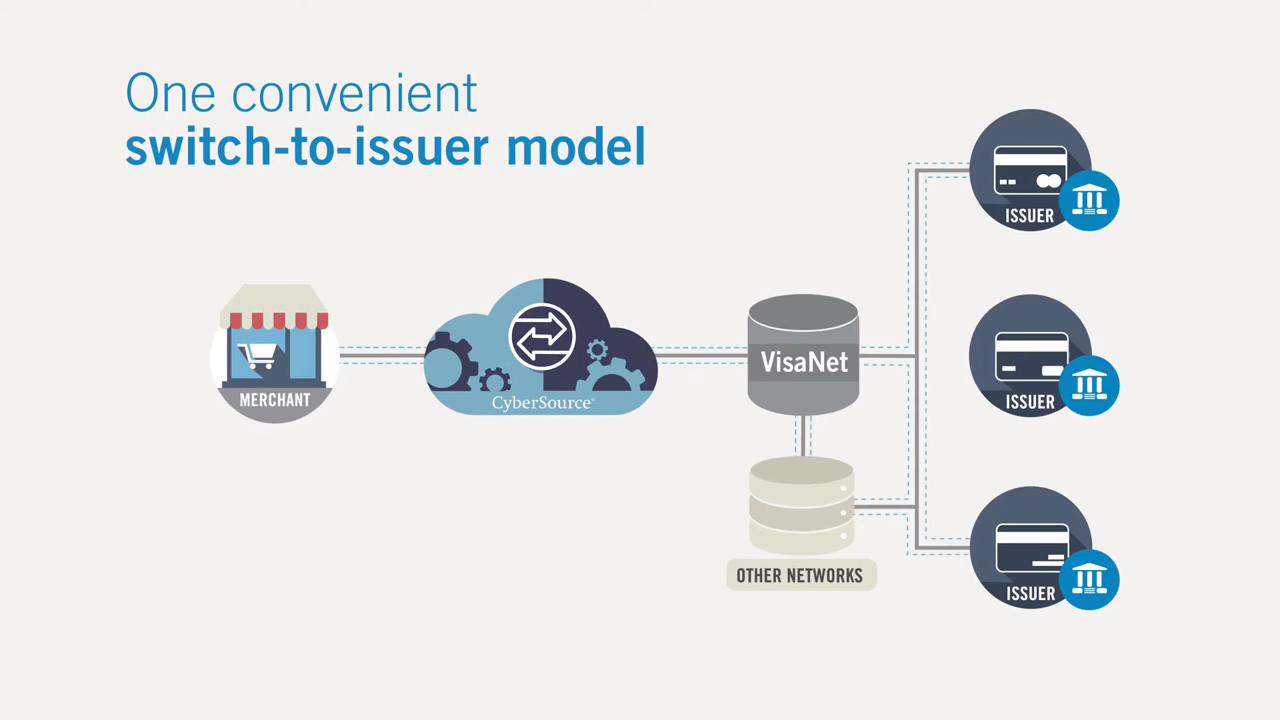 One convenient
switch-to-issuer model
ISSUER
MERCHANT
CyberSource®
VisaNet
ISSUER
OTHER NETWORKS
ISSUER